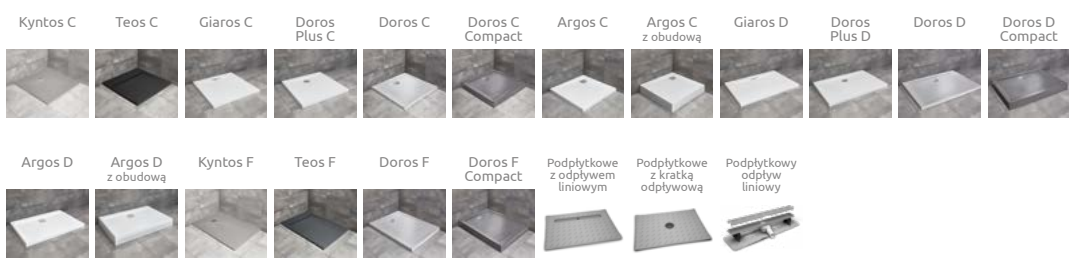 Kyntos C
Teos C
Giaros C
Doros
Plus C
Doros C
Doros C
Compact
Argos C
Argos C
z obudową
Giaros D
Doros
Plus D
Doros D
Doros D
Compact
Argos D
Argos D
z obudową
Kyntos F
Teos F
Doros F
Doros F
Compact
Podpłytkowe
z odpływem
liniowym
Podpłytkowe
z kratką
odpływową
Podpłytkowy
odpływ
liniowy